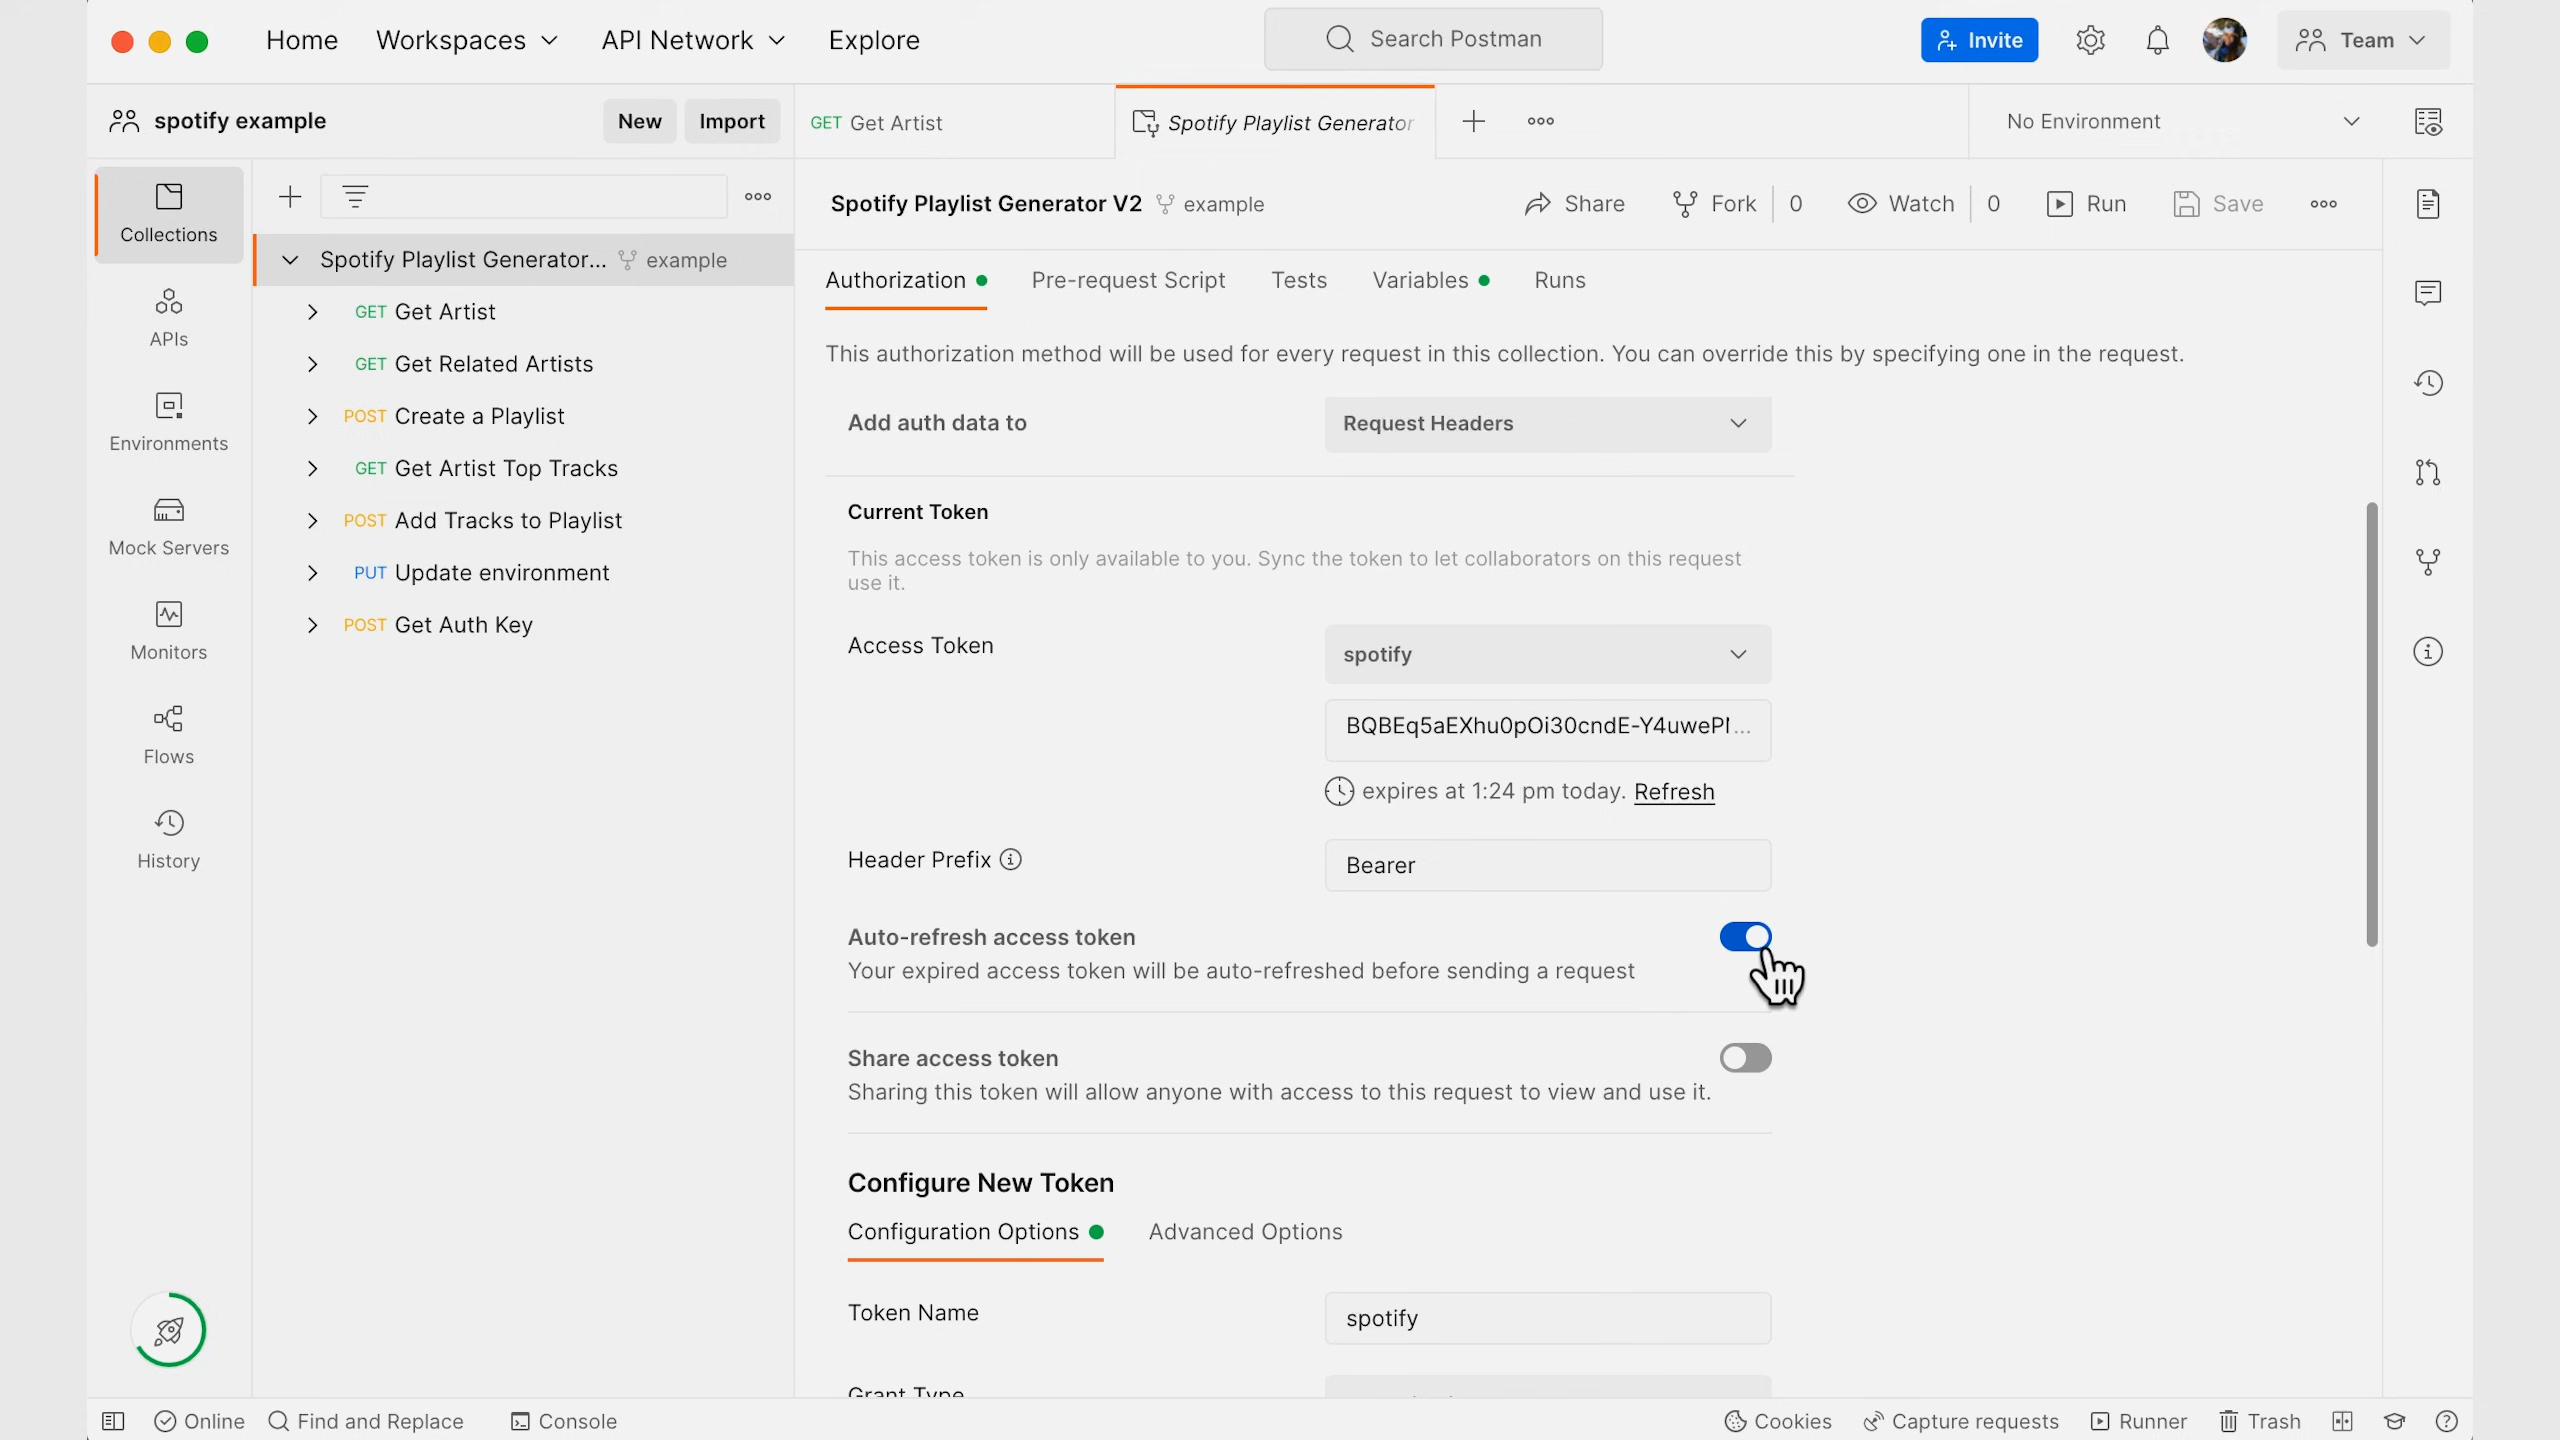 Home
Workspaces
API Network
Explore
Search Postman
Invite
Team
spotify example
New
Import
GET Get Artist
Spotify Playlist Generator
No Environment
Collections
APIs
Environments
Mock Servers
Monitors
Flows
History
Spotify Playlist Generator... example
GET Get Artist
GET Get Related Artists
POST Create a Playlist
GET Get Artist Top Tracks
POST Add Tracks to Playlist
PUT Update environment
POST Get Auth Key
Spotify Playlist Generator V2 example
Share
Fork 0
Watch 0
Run
Save
Authorization
Pre-request Script
Tests
Variables
Runs
This authorization method will be used for every request in this collection. You can override this by specifying one in the request.
Add auth data to
Request Headers
Current Token
This access token is only available to you. Sync the token to let collaborators on this request
use it.
Access Token
spotify
BQBEq5aEXhu0pOi30cndE-Y4uwePI...
expires at 1:24 pm today. Refresh
Header Prefix
Bearer
Auto-refresh access token
Your expired access token will be auto-refreshed before sending a request
Share access token
Sharing this token will allow anyone with access to this request to view and use it.
Configure New Token
Configuration Options
Advanced Options
Token Name
spotify
Grant Type
Online
Find and Replace
Console
Cookies
Capture requests
Runner
Trash